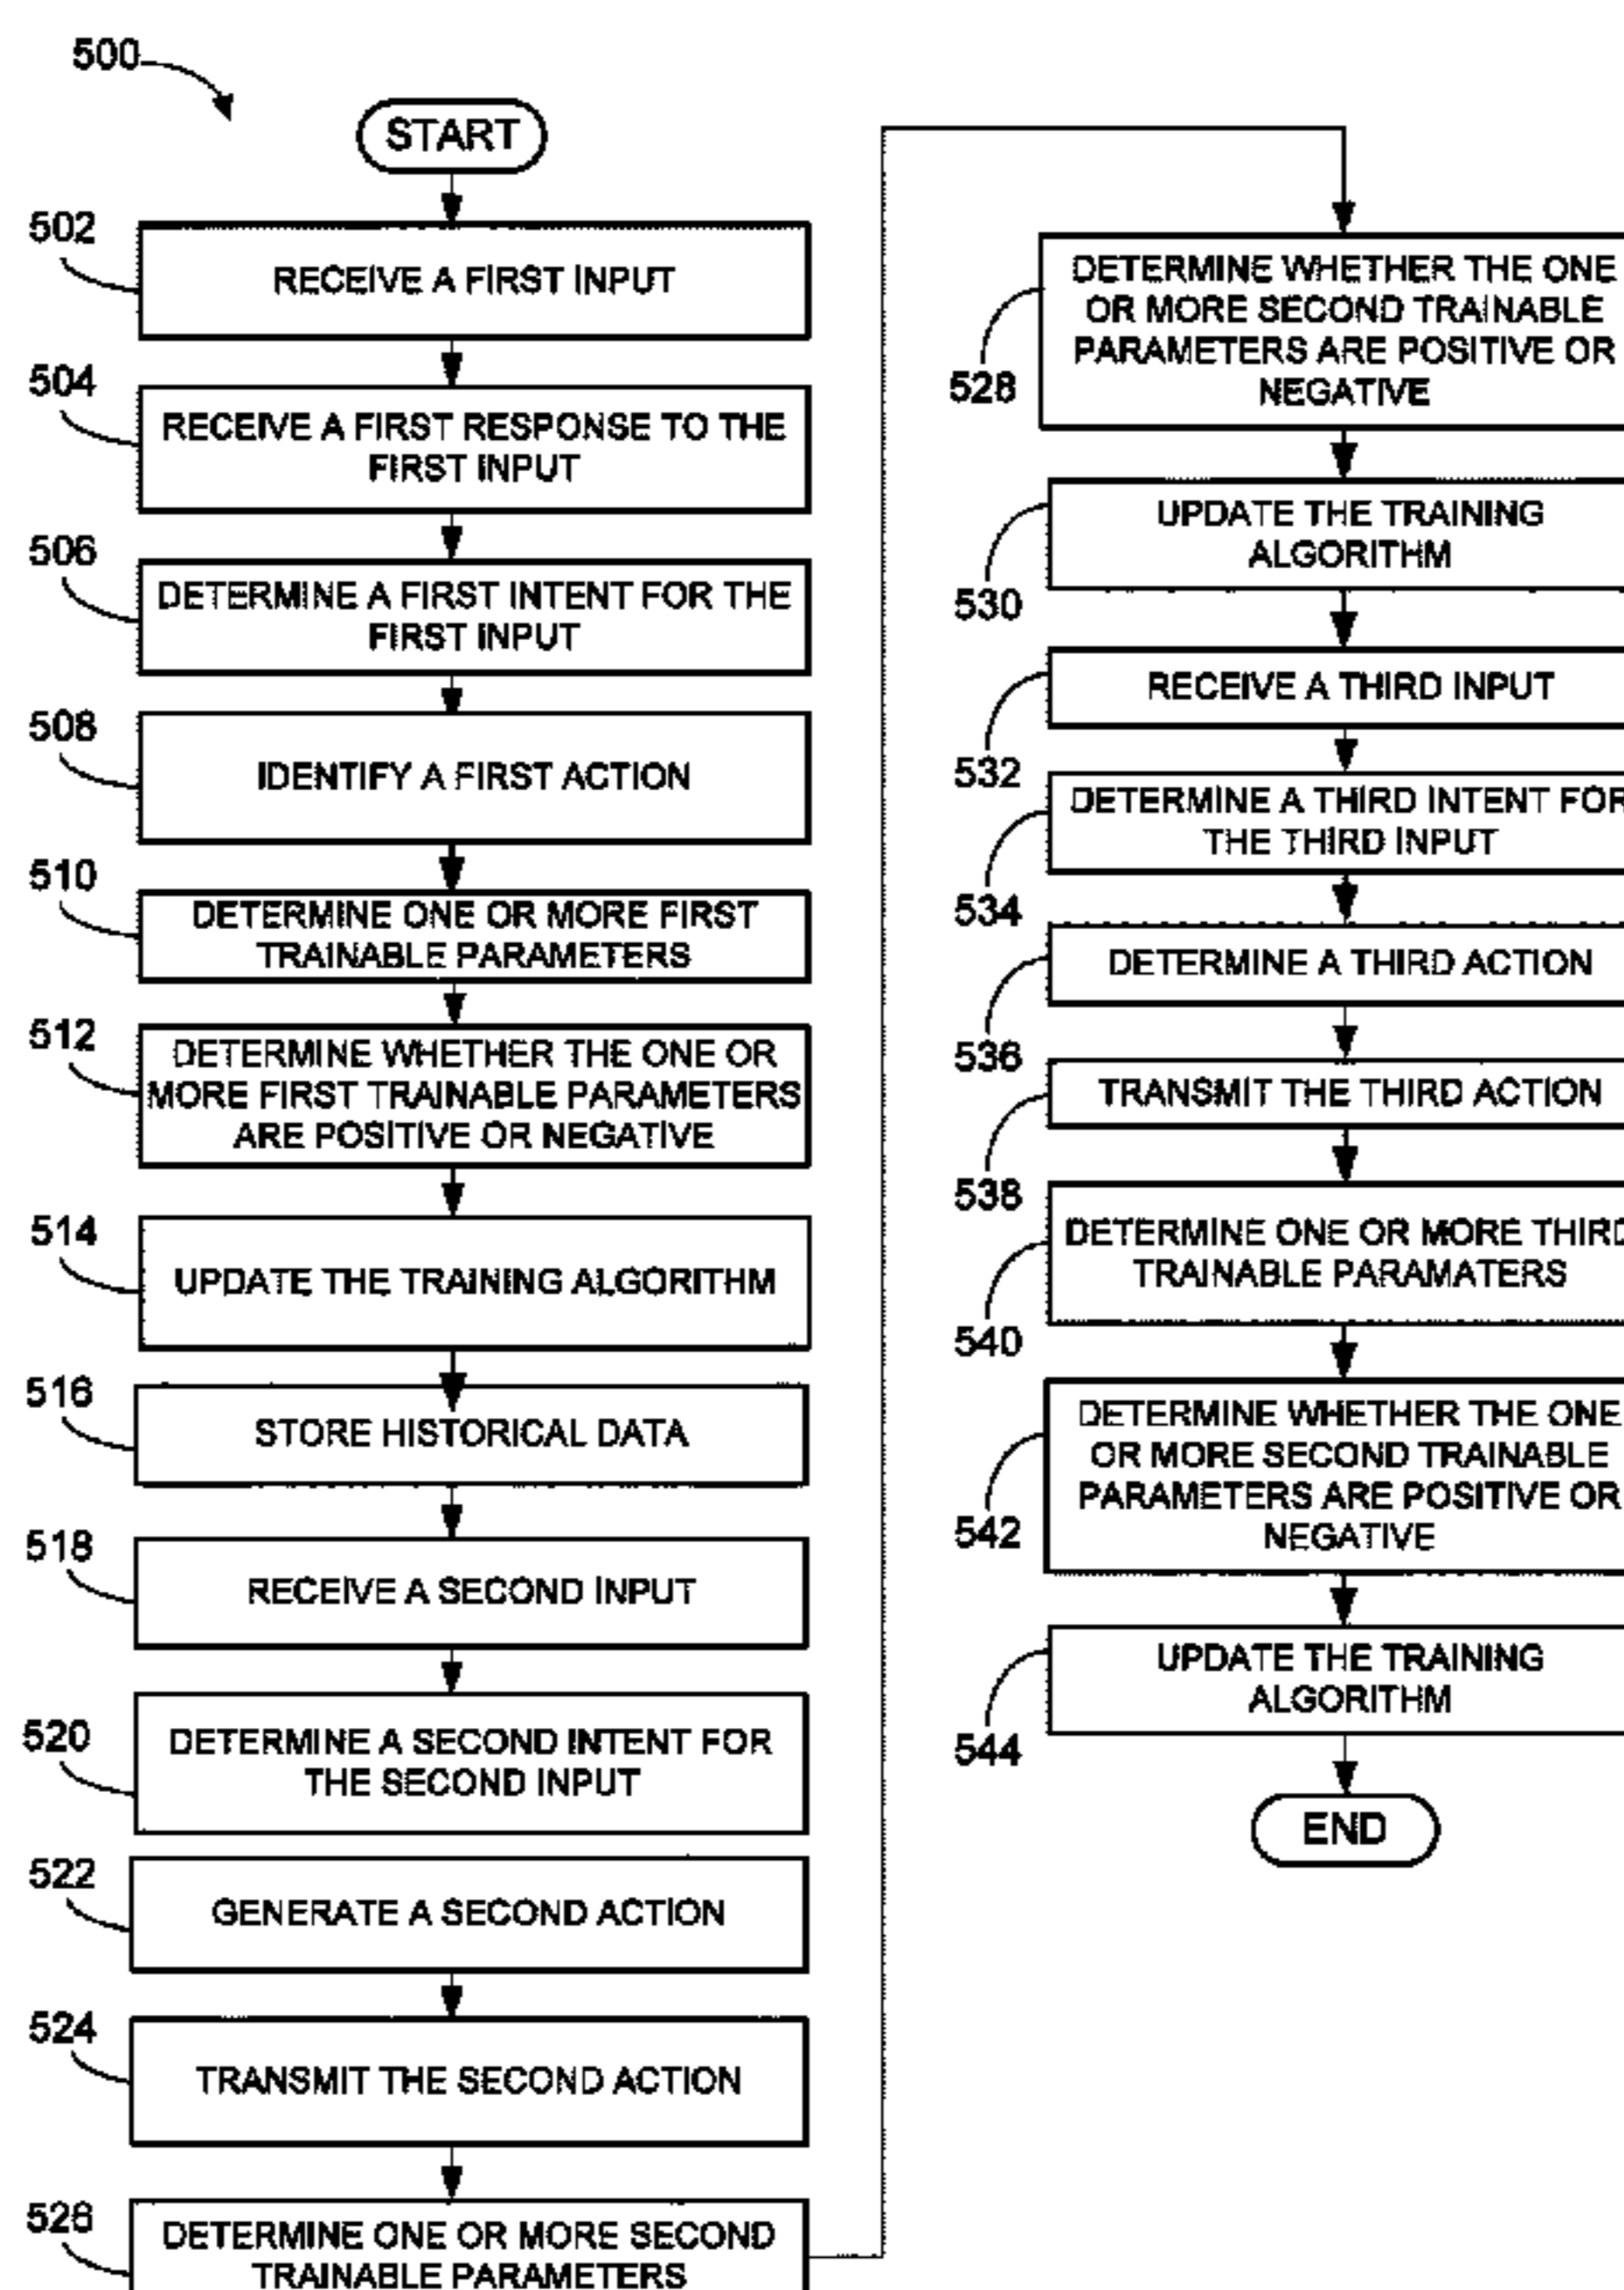 500
START
502
RECEIVE A FIRST INPUT
504
RECEIVE A FIRST RESPONSE TO THE
FIRST INPUT
506
DETERMINE A FIRST INTENT FOR THE
FIRST INPUT
508
IDENTIFY A FIRST ACTION
510
DETERMINE ONE OR MORE FIRST
TRAINABLE PARAMETERS
512
DETERMINE WHETHER THE ONE OR
MORE FIRST TRAINABLE PARAMETERS
ARE POSITIVE OR NEGATIVE
514
UPDATE THE TRAINING ALGORITHM
516
STORE HISTORICAL DATA
518
RECEIVE A SECOND INPUT
520
DETERMINE A SECOND INTENT FOR
THE SECOND INPUT
522
GENERATE A SECOND ACTION
524
TRANSMIT THE SECOND ACTION
526
DETERMINE ONE OR MORE SECOND
TRAINABLE PARAMETERS
DETERMINE WHETHER THE ONE
OR MORE SECOND TRAINABLE
PARAMETERS ARE POSITIVE OR
NEGATIVE
528
UPDATE THE TRAINING
ALGORITHM
530
RECEIVE A THIRD INPUT
532
DETERMINE A THIRD INTENT FOR
THE THIRD INPUT
534
DETERMINE A THIRD ACTION
536
TRANSMIT THE THIRD ACTION
538
DETERMINE ONE OR MORE THIRD
TRAINABLE PARAMATERS
540
DETERMINE WHETHER THE ONE
OR MORE SECOND TRAINABLE
PARAMETERS ARE POSITIVE OR
NEGATIVE
542
UPDATE THE TRAINING
ALGORITHM
544
END